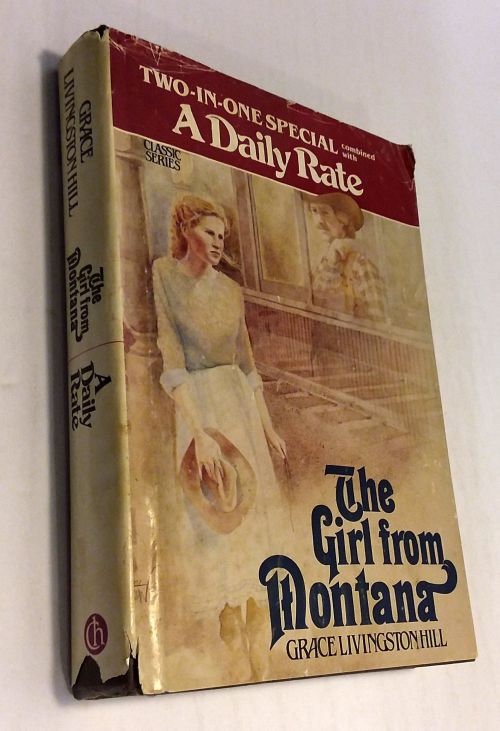 TWO-IN-ONE SPECIAL combined with
A Daily Rate
CLASSIC
SERIES
The
Girl from
Montana
GRACE LIVINGSTON HILL
GRACE
LIVINGSTON HILL
The
Girl from
Montana
A
Daily
Rate
ch